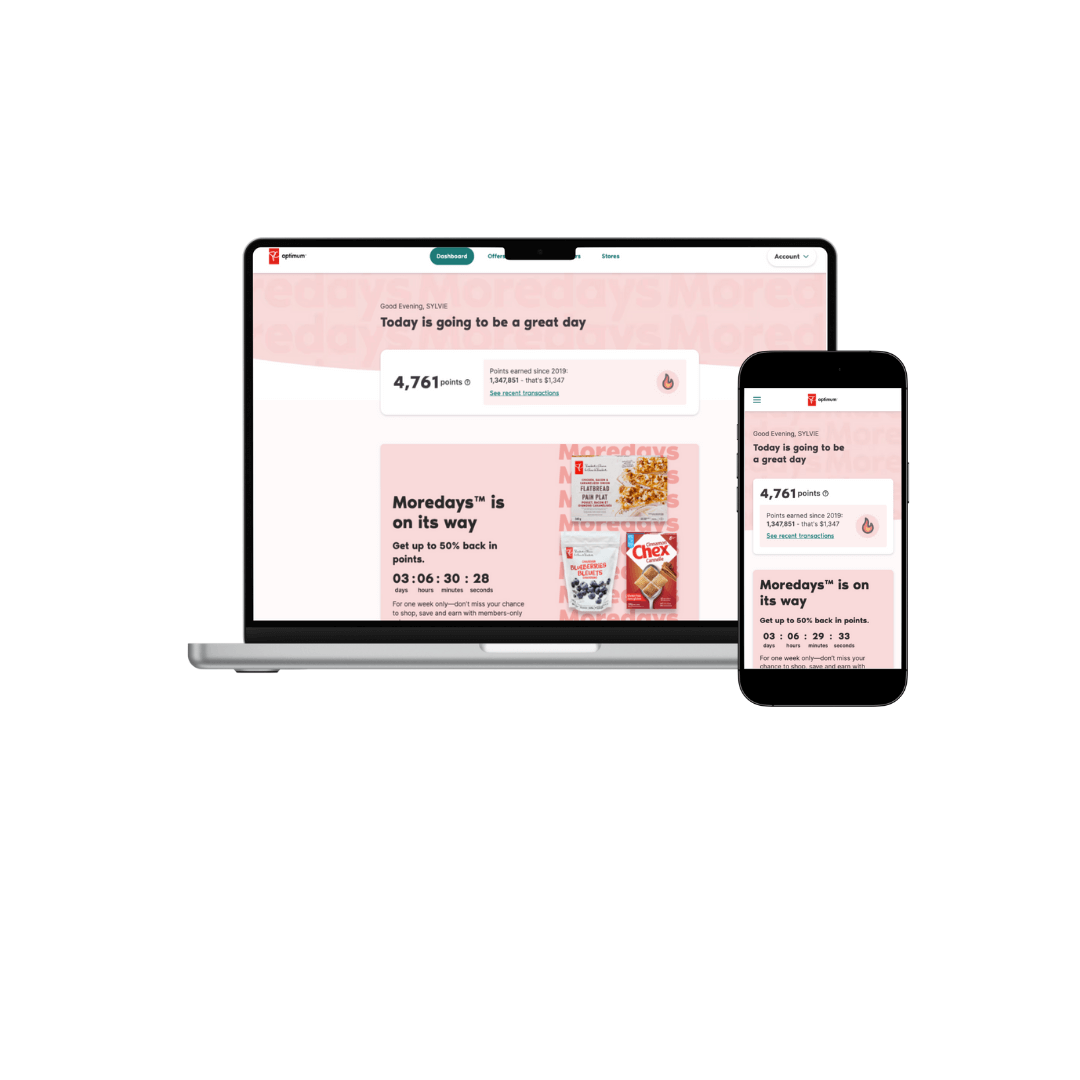 optimum
Dashboard
Offers
rs
Stores
Account
Moredays Moredays Mored
Good Evening, SYLVIE
Today is going to be a great day
4,761 points
Points earned since 2019:
1,347,851 - that's $1,347
See recent transactions
Moredays™ is
on its way
Get up to 50% back in
points.
03 : 06 : 30 : 28
days hours minutes seconds
For one week only—don't miss your chance
to shop, save and earn with members-only
Moredays
FLATBREAD
PAIN PLAT
BLUEBERRIES
BLEUETS
Cinnamon
Chex
Cannelle
Moredays
optimum
Good Evening, SYLVIE
Today is going to be
a great day
4,761 points
Points earned since 2019:
1,347,851 - that's $1,347
See recent transactions
Moredays™ is on
its way
Get up to 50% back in points.
03 : 06 : 29 : 33
days hours minutes seconds
For one week only—don't miss your
chance to shop, save and earn with